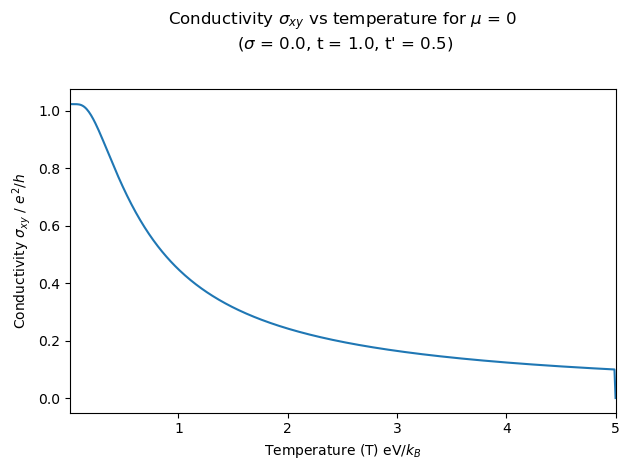 Conductivity σxy vs temperature for μ = 0
(σ = 0.0, t = 1.0, t' = 0.5)
1.0
0.8
0.6
0.4
0.2
0.0
Conductivity σxy / e²/h
1 2 3 4 5
Temperature (T) eV/kB